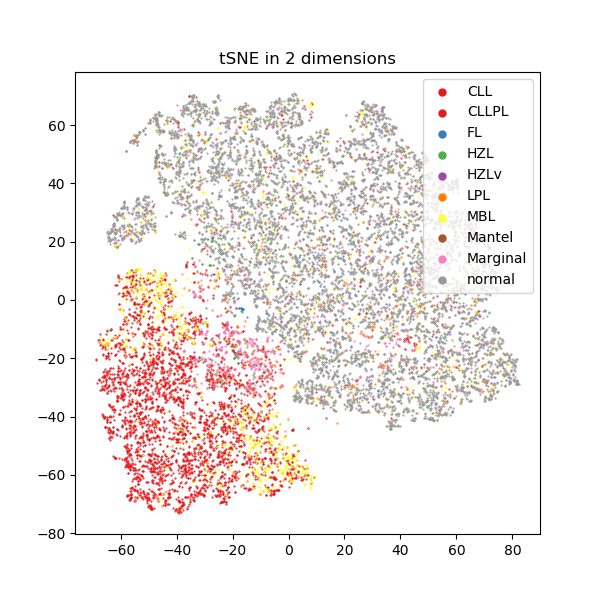 tSNE in 2 dimensions
CLL
CLLPL
FL
HZL
HZLv
LPL
MBL
Mantel
Marginal
normal
60
40
20
0
−20
−40
−60
−80
−60 −40 −20 0 20 40 60 80